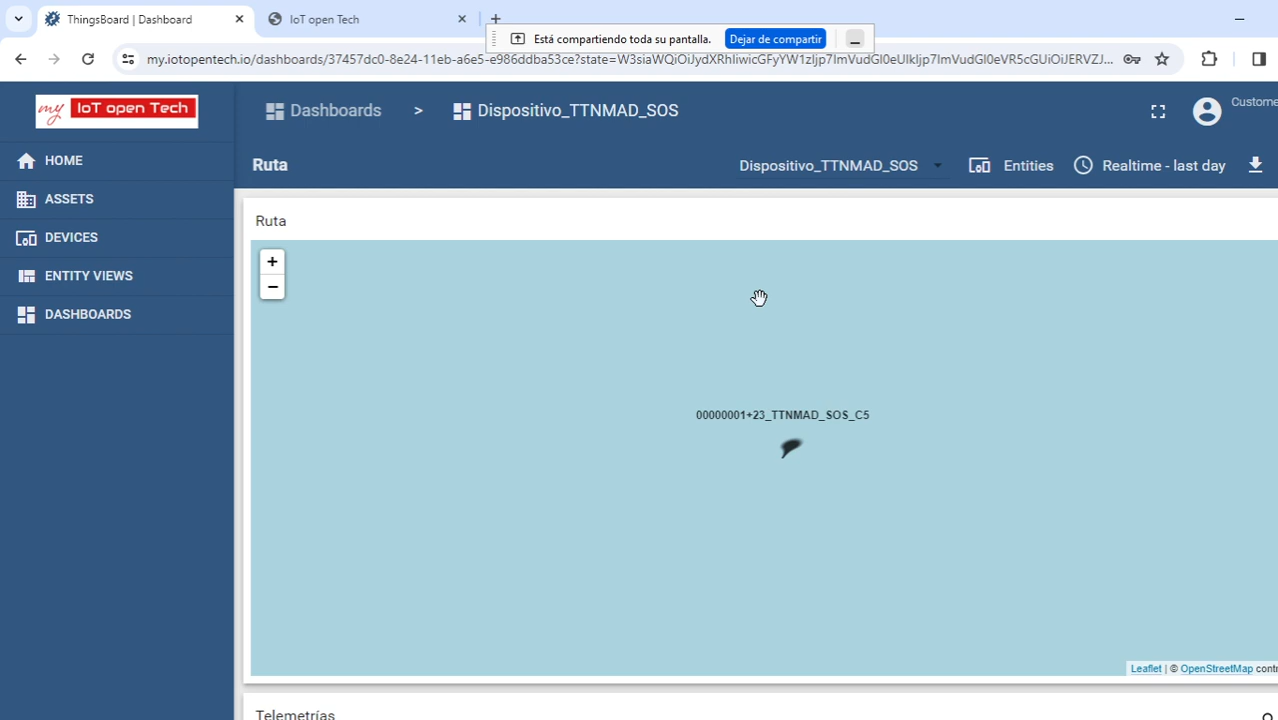 ThingsBoard | Dashboard
IoT open Tech
Está compartiendo toda su pantalla.
Dejar de compartir
my.iotopentech.io/dashboards/37457dc0-8e24-11eb-a6e5-e986ddba53ce?state=
my IoT open Tech
Dashboards > Dispositivo_TTNMAD_SOS
Custome
HOME
Ruta
Dispositivo_TTNMAD_SOS
Entities
Realtime - last day
ASSETS
DEVICES
ENTITY VIEWS
DASHBOARDS
Ruta
+
−
00000001+23_TTNMAD_SOS_C5
Leaflet | © OpenStreetMap contr
Telemetrías